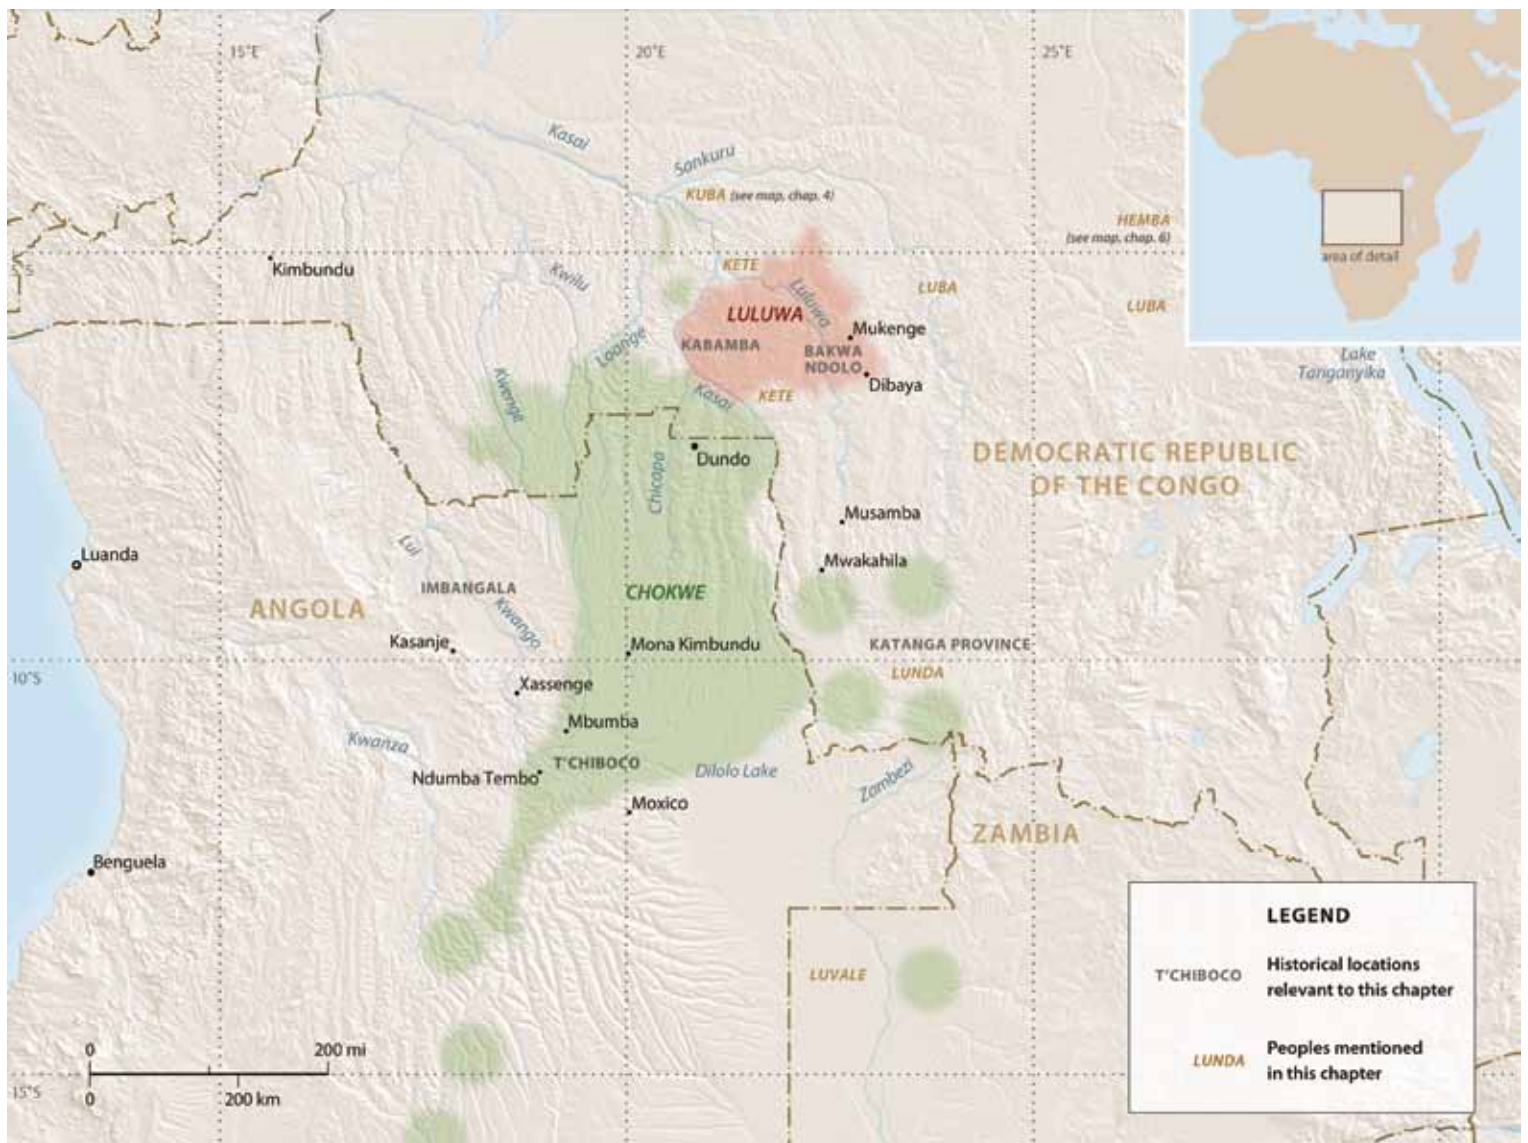 15°E
20°E
25°E
Kasai
Sankuru
KUBA (see map, chap. 4)
HEMBA
(see map, chap. 6)
area of detail
Kimbundu
Kwilu
KETE
Luluwa
LUBA
LUBA
LULUWA
Mukenge
Loange
KABAMBA
BAKWA
NDOLO
Dibaya
Lake
Tanganyika
Kwenge
Kasai
KETE
Dundo
Chicapa
DEMOCRATIC REPUBLIC
OF THE CONGO
Musamba
Lui
Luanda
Mwakahila
IMBANGALA
CHOKWE
ANGOLA
Kwango
Kasanje
Mona Kimbundu
KATANGA PROVINCE
10°S
LUNDA
Xassenge
Mbumba
Kwanza
T'CHIBOCO
Ndumba Tembo
Dilolo Lake
Zambezi
Moxico
ZAMBIA
Benguela
LUVALE
LEGEND
T'CHIBOCO
Historical locations
relevant to this chapter
LUNDA
Peoples mentioned
in this chapter
0
200 mi
0
200 km
15°S